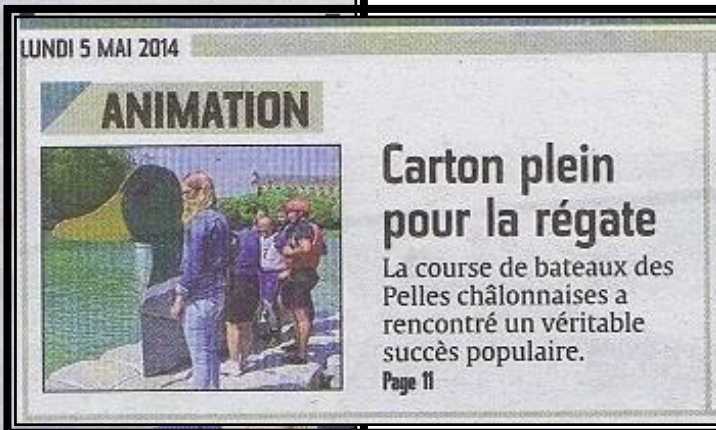 LUNDI 5 MAI 2014
ANIMATION
Carton plein
pour la régate
La course de bateaux des
Pelles châlonnaises a
rencontré un véritable
succès populaire.
Page 11